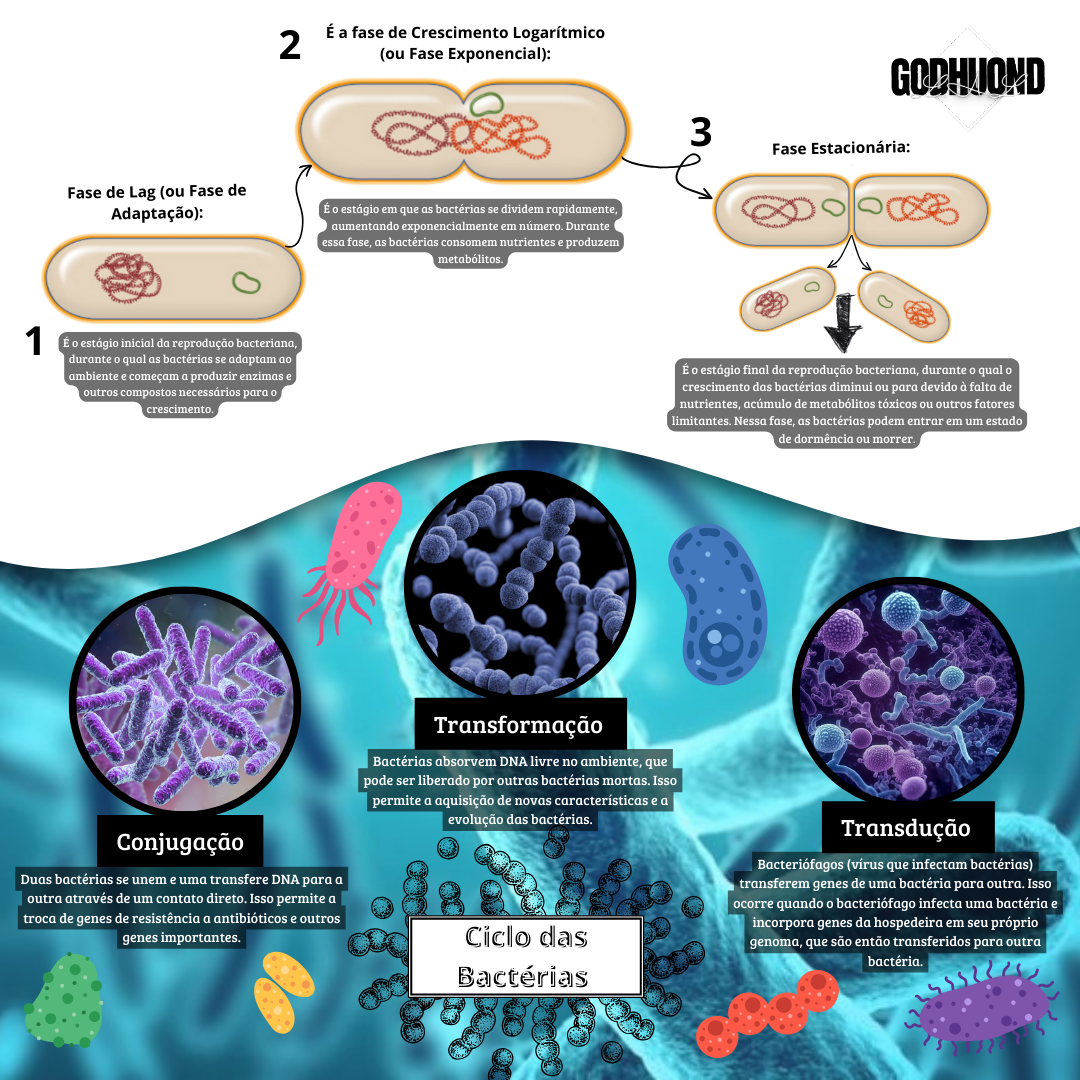 2
É a fase de Crescimento Logarítmico
(ou Fase Exponencial):
GODHUOND
3
Fase Estacionária:
Fase de Lag (ou Fase de
Adaptação):
É o estágio em que as bactérias se dividem rapidamente,
aumentando exponencialmente em número. Durante
essa fase, as bactérias consomem nutrientes e produzem
metabólitos.
1
É o estágio inicial da reprodução bacteriana,
durante o qual as bactérias se adaptam ao
ambiente e começam a produzir enzimas e
outros compostos necessários para o
crescimento.
É o estágio final da reprodução bacteriana, durante o qual o
crescimento das bactérias diminui ou para devido à falta de
nutrientes, acúmulo de metabólitos tóxicos ou outros fatores
limitantes. Nessa fase, as bactérias podem entrar em um estado
de dormência ou morrer.
Transformação
Bactérias absorvem DNA livre no ambiente, que
pode ser liberado por outras bactérias mortas. Isso
permite a aquisição de novas características e a
evolução das bactérias.
Conjugação
Duas bactérias se unem e uma transfere DNA para a
outra através de um contato direto. Isso permite a
troca de genes de resistência a antibióticos e outros
genes importantes.
Transdução
Bacteriófagos (vírus que infectam bactérias)
transferem genes de uma bactéria para outra. Isso
ocorre quando o bacteriófago infecta uma bactéria e
incorpora genes da hospedeira em seu próprio
genoma, que são então transferidos para outra
bactéria.
Ciclo das
Bactérias